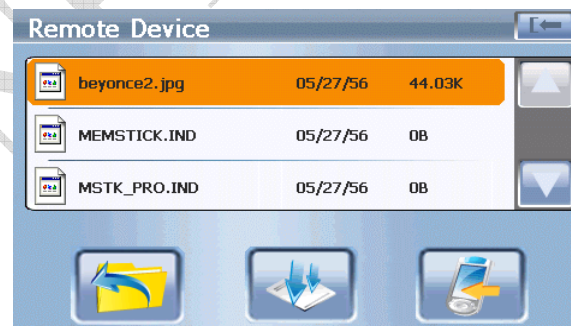 Remote Device
beyonce2.jpg 05/27/56 44.03K
MEMSTICK.IND 05/27/56 0B
MSTK_PRO.IND 05/27/56 0B